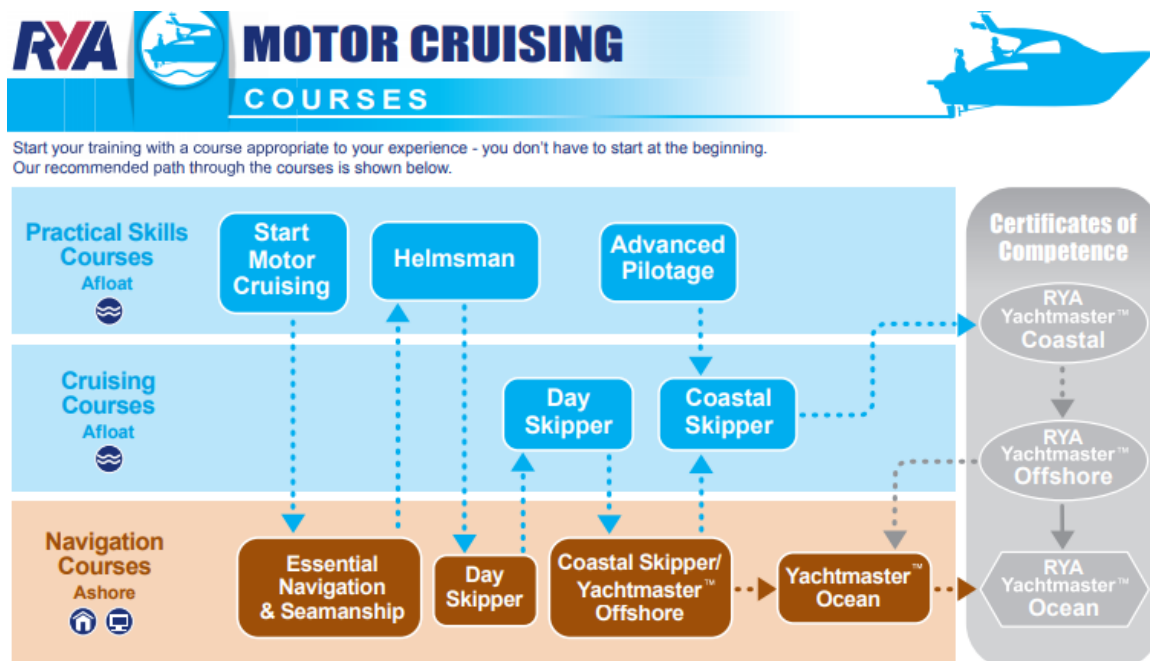 RYA
MOTOR CRUISING
COURSES
Start your training with a course appropriate to your experience - you don't have to start at the beginning.
Our recommended path through the courses is shown below.
Practical Skills
Courses
Afloat
Start
Motor
Cruising
Helmsman
Advanced
Pilotage
Cruising
Courses
Afloat
Day
Skipper
Coastal
Skipper
Navigation
Courses
Ashore
Essential
Navigation
& Seamanship
Day
Skipper
Coastal Skipper/
Yachtmaster™
Offshore
Yachtmaster™
Ocean
Certificates of
Competence
RYA
Yachtmaster™
Coastal
RYA
Yachtmaster™
Offshore
RYA
Yachtmaster™
Ocean